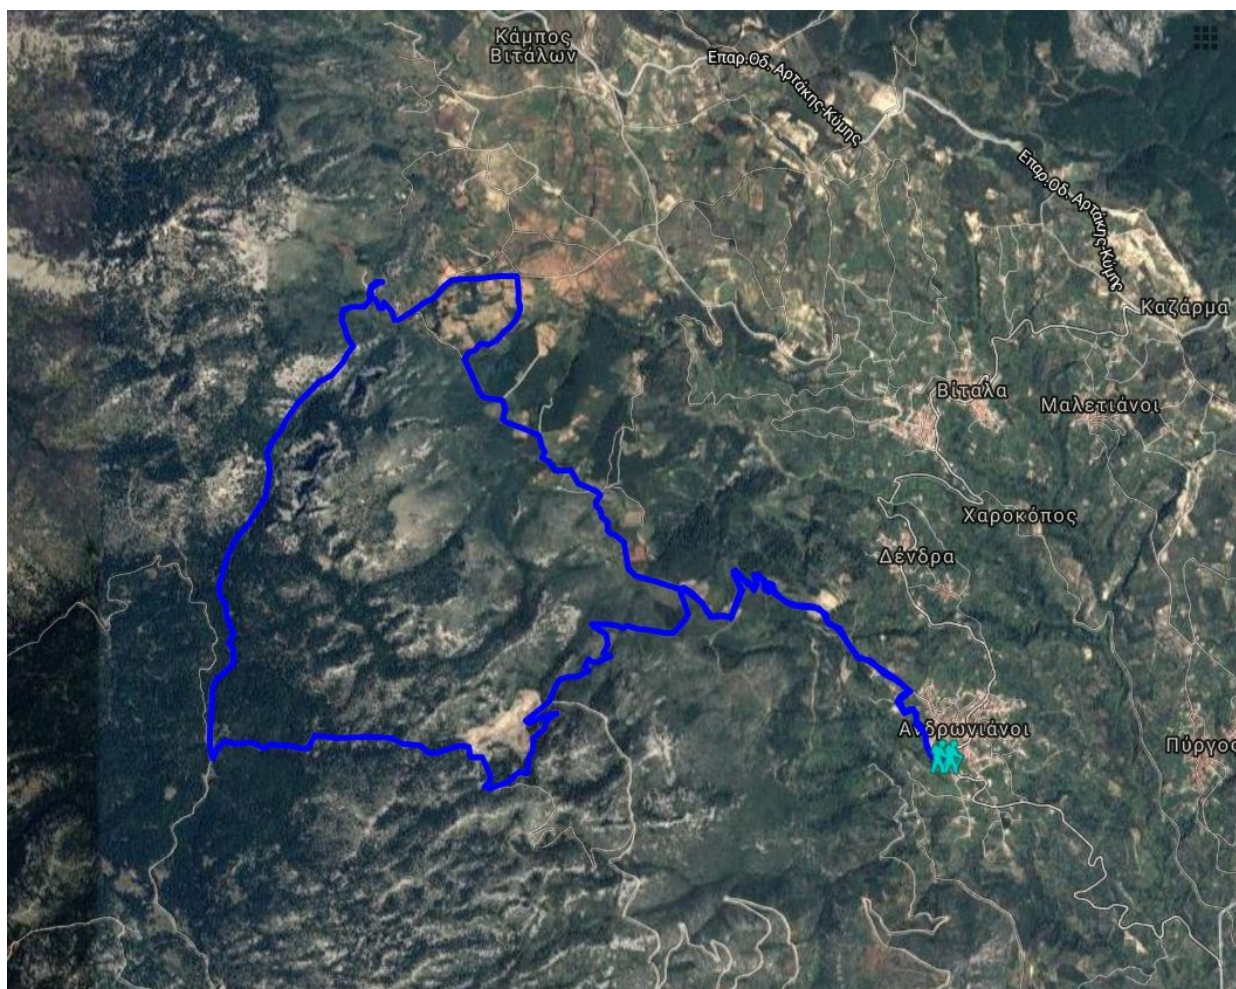 Κάμπος
Βιτάλων
Επαρ.Οδ. Αρτάκης-Κύμης
Επαρ.Οδ. Αρτάκης-Κύμης
Καζάρμα
Βίταλα
Μαλετιάνοι
Χαροκόπος
Δένδρα
Ανδρωνιάνοι
Πύργος